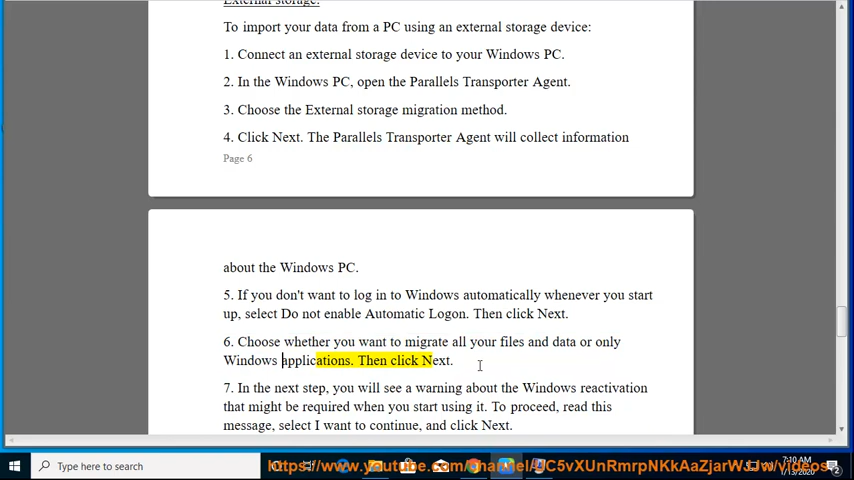 External storage:
To import your data from a PC using an external storage device:
1. Connect an external storage device to your Windows PC.
2. In the Windows PC, open the Parallels Transporter Agent.
3. Choose the External storage migration method.
4. Click Next. The Parallels Transporter Agent will collect information
Page 6
about the Windows PC.
5. If you don't want to log in to Windows automatically whenever you start
up, select Do not enable Automatic Logon. Then click Next.
6. Choose whether you want to migrate all your files and data or only
Windows applications. Then click Next.
7. In the next step, you will see a warning about the Windows reactivation
that might be required when you start using it. To proceed, read this
message, select I want to continue, and click Next.
Type here to search
7:10 AM
1/13/2020
2